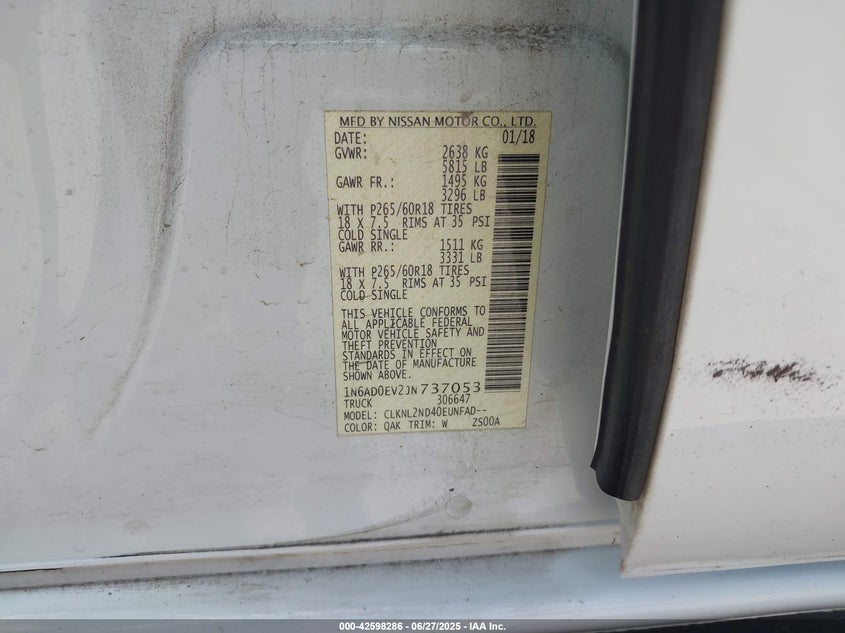 MFD BY NISSAN MOTOR CO., LTD.
DATE: 01/18
GVWR: 2638 KG
5815 LB
GAWR FR.: 1495 KG
3296 LB
WITH P265/60R18 TIRES
18 X 7.5 RIMS AT 35 PSI
COLD SINGLE
GAWR RR.: 1511 KG
3331 LB
WITH P265/60R18 TIRES
18 X 7.5 RIMS AT 35 PSI
COLD SINGLE
THIS VEHICLE CONFORMS TO
ALL APPLICABLE FEDERAL
MOTOR VEHICLE SAFETY AND
THEFT PREVENTION
STANDARDS IN EFFECT ON
THE DATE OF MANUFACTURE
SHOWN ABOVE.
1N6AD0EV2JN737053
TRUCK 306647
MODEL: CLKNL2ND40EUNFAD--
COLOR: QAK TRIM: W ZS00A
000-42598286 - 06/27/2025 - IAA Inc.